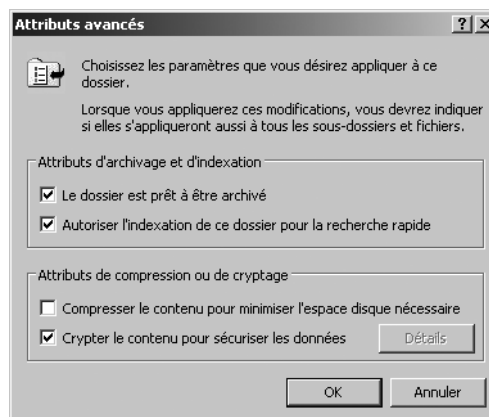 Attributs avancés
Choisissez les paramètres que vous désirez appliquer à ce
dossier.
Lorsque vous appliquerez ces modifications, vous devrez indiquer
si elles s'appliqueront aussi à tous les sous-dossiers et fichiers.
Attributs d'archivage et d'indexation
Le dossier est prêt à être archivé
Autoriser l'indexation de ce dossier pour la recherche rapide
Attributs de compression ou de cryptage
Compresser le contenu pour minimiser l'espace disque nécessaire
Crypter le contenu pour sécuriser les données
Détails
OK
Annuler